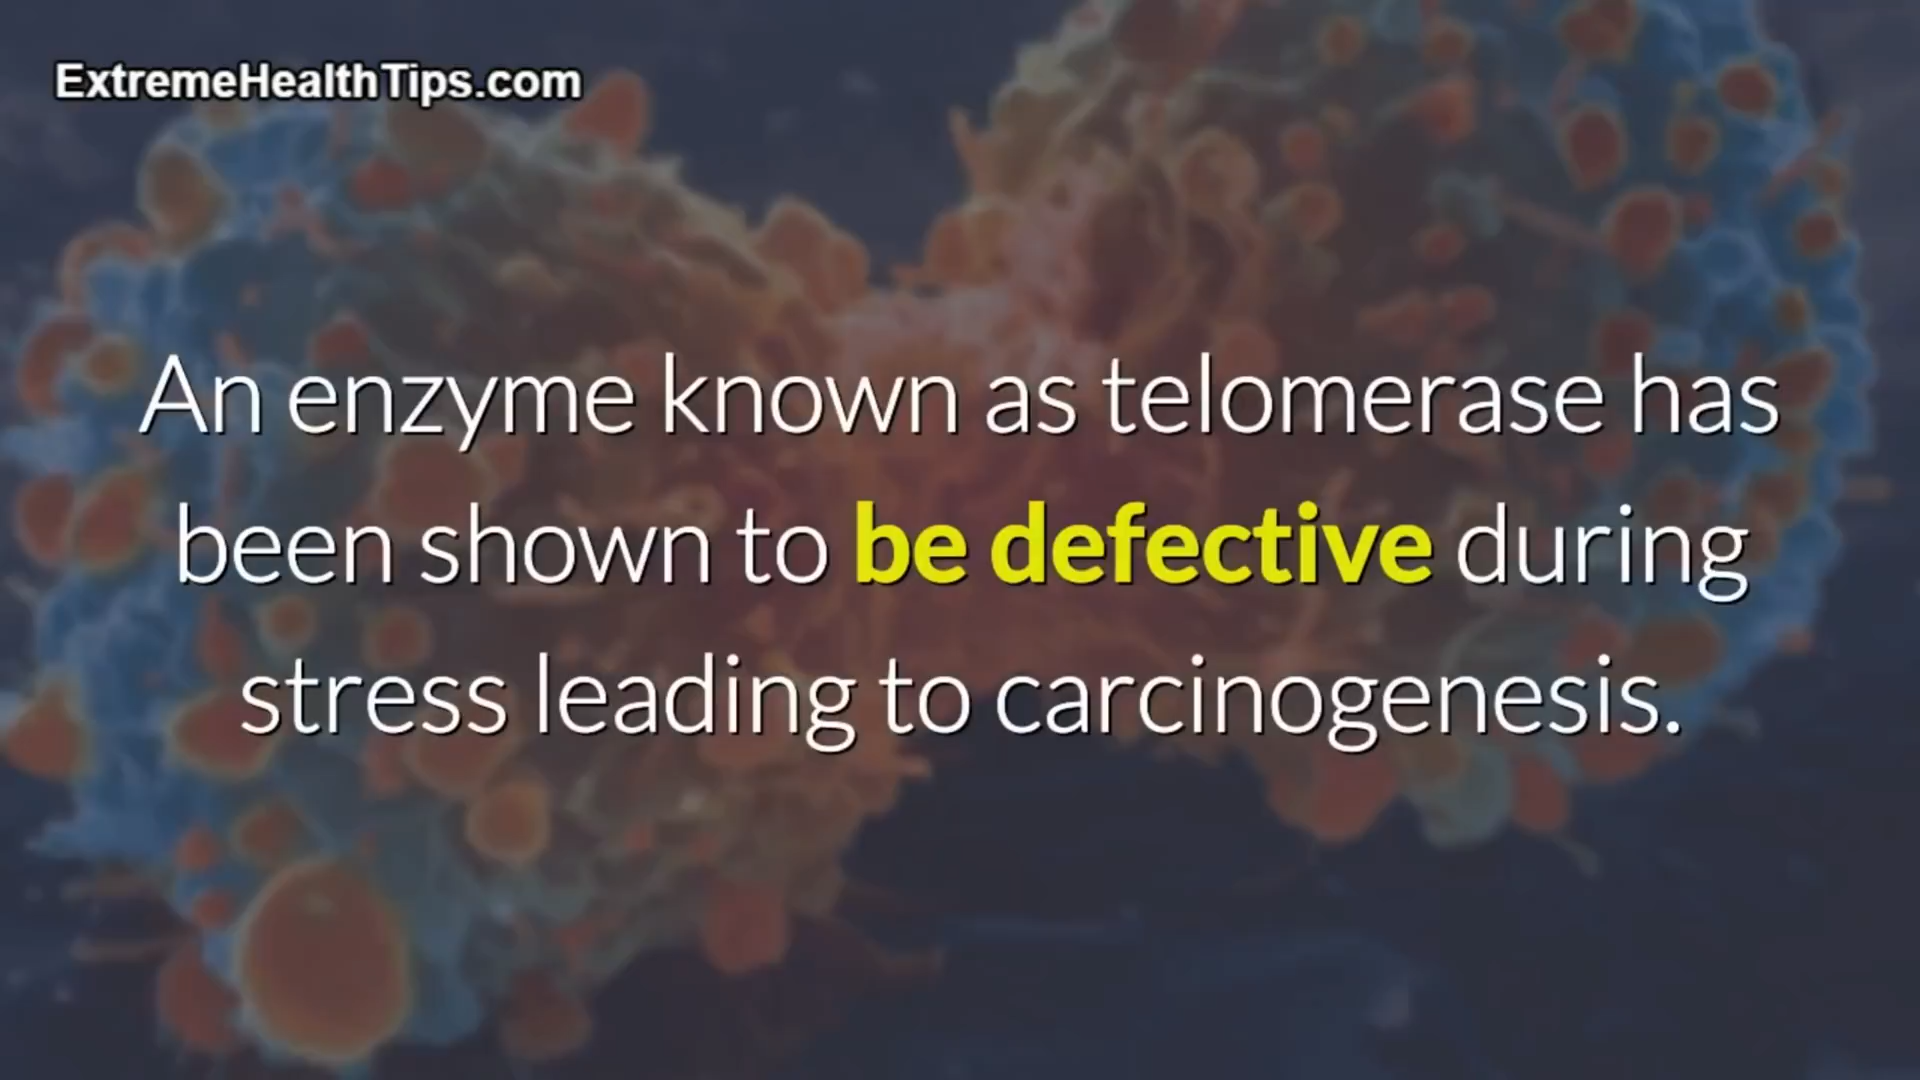 ExtremeHealthTips.com
An enzyme known as telomerase has
been shown to be defective during
stress leading to carcinogenesis.